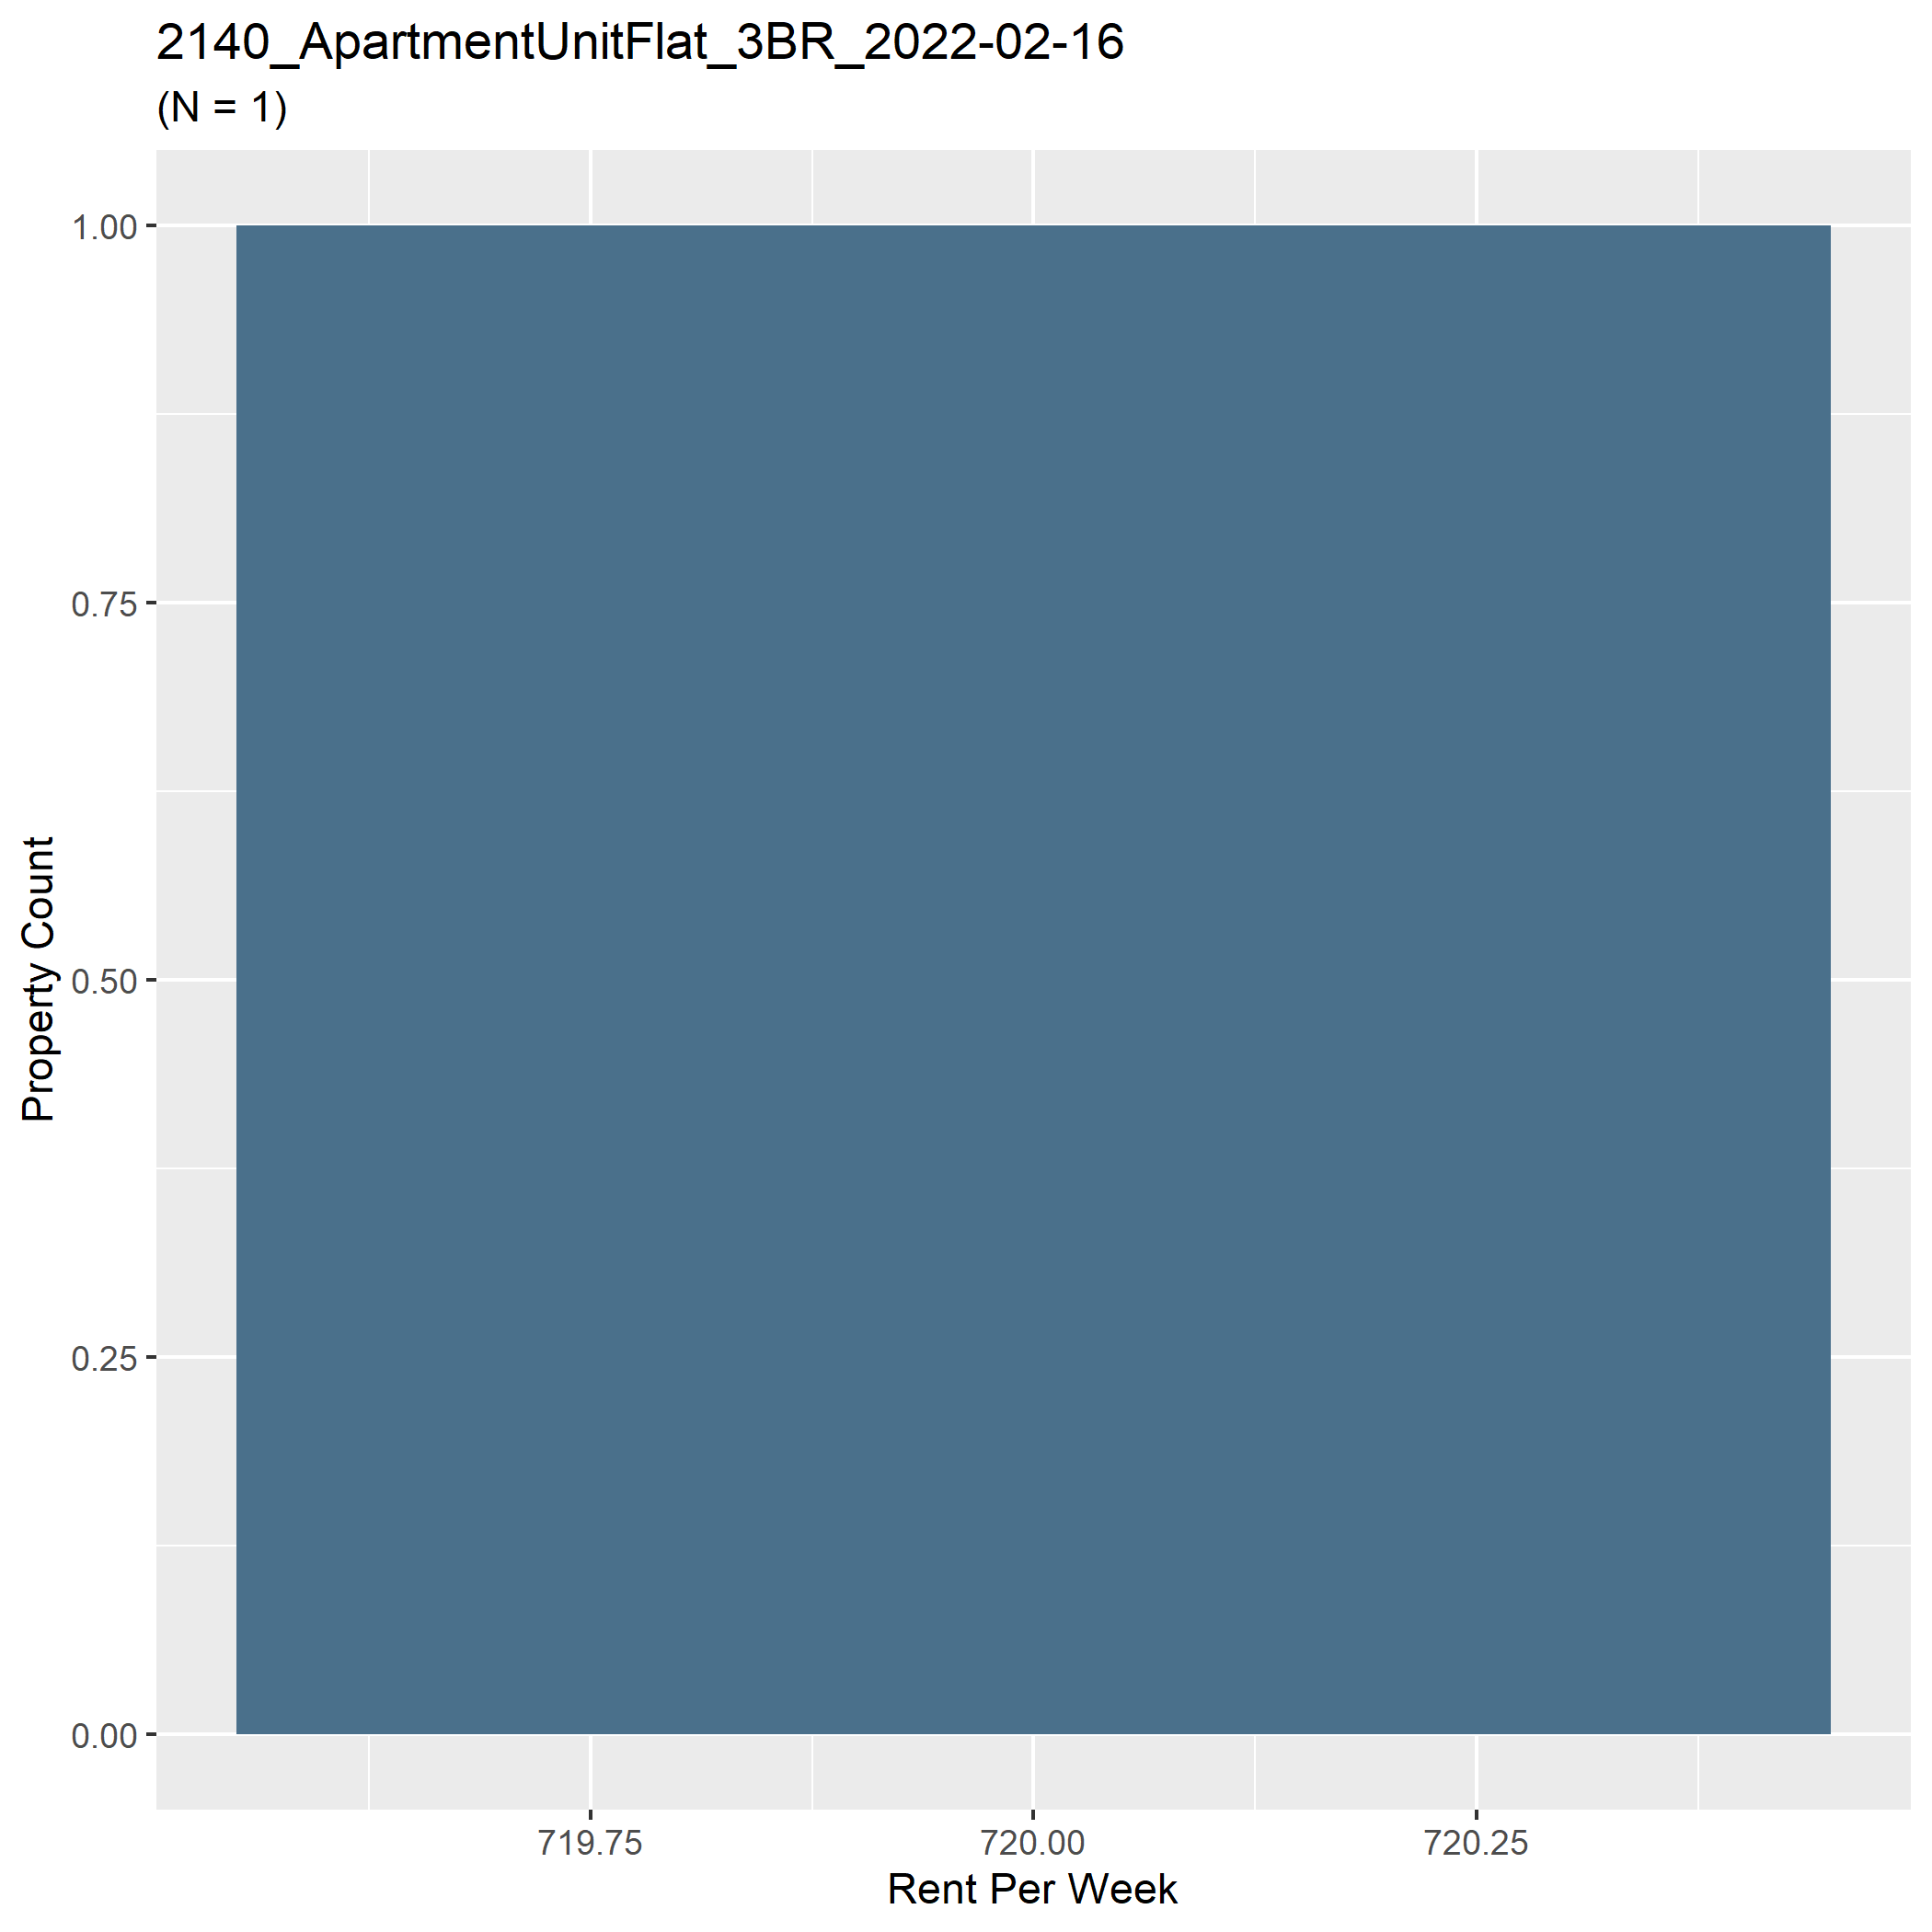 2140_ApartmentUnitFlat_3BR_2022-02-16
(N = 1)
Property Count
1.00
0.75
0.50
0.25
0.00
719.75 720.00 720.25
Rent Per Week